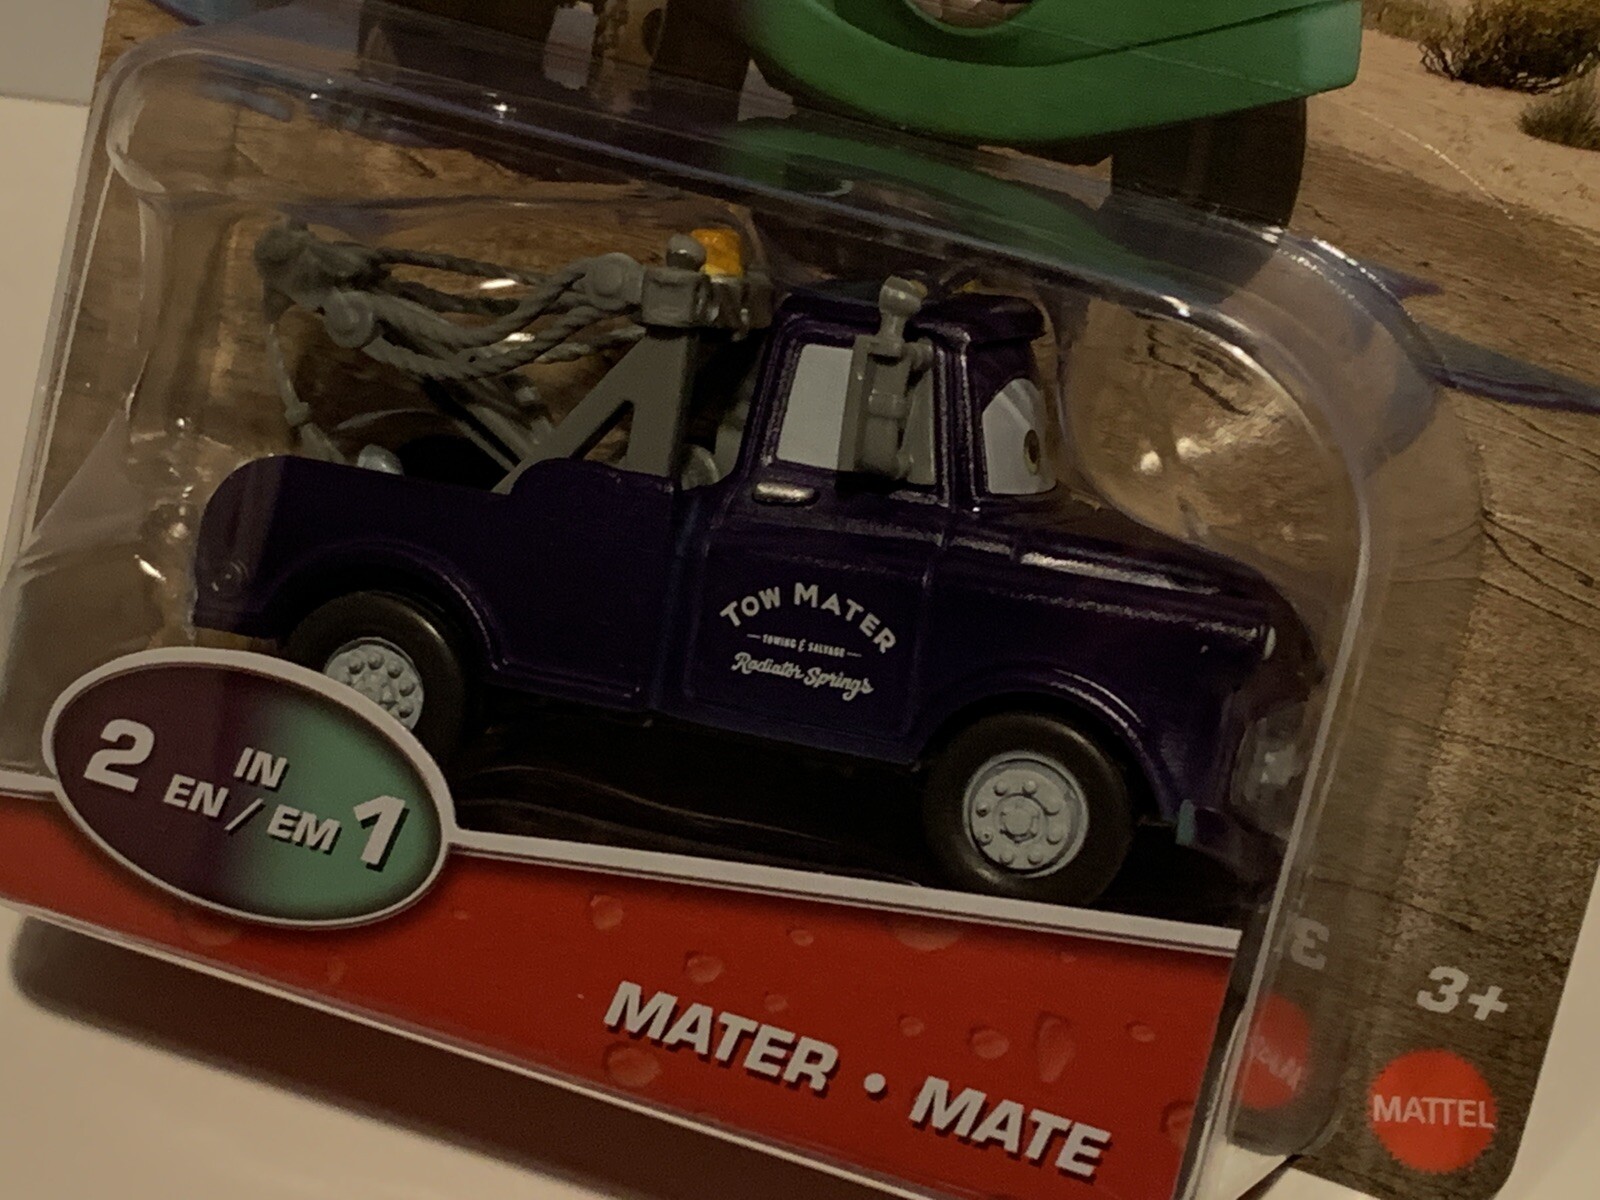 TOW MATER
TOWING & SALVAGE
Radiator Springs
2 IN
EN / EM 1
MATER • MATE
3+
MATTEL